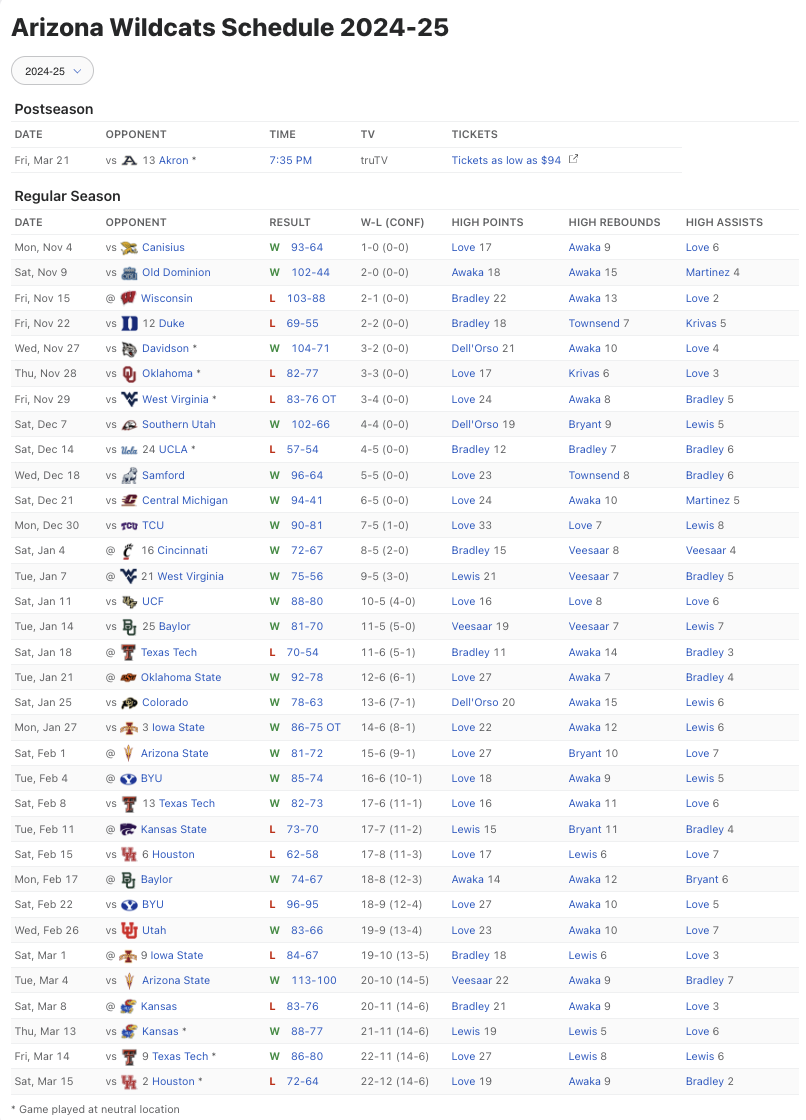 Arizona Wildcats Schedule 2024-25
2024-25
Postseason
DATE OPPONENT TIME TV TICKETS
Fri, Mar 21 vs 13 Akron * 7:35 PM truTV Tickets as low as $94
Regular Season
DATE OPPONENT RESULT W-L (CONF) HIGH POINTS HIGH REBOUNDS HIGH ASSISTS
Mon, Nov 4 vs Canisius W 93-64 1-0 (0-0) Love 17 Awaka 9 Love 6
Sat, Nov 9 vs Old Dominion W 102-44 2-0 (0-0) Awaka 18 Awaka 15 Martinez 4
Fri, Nov 15 @ Wisconsin L 103-88 2-1 (0-0) Bradley 22 Awaka 13 Love 2
Fri, Nov 22 vs 12 Duke L 69-55 2-2 (0-0) Bradley 18 Townsend 7 Krivas 5
Wed, Nov 27 vs Davidson * W 104-71 3-2 (0-0) Dell'Orso 21 Awaka 10 Love 4
Thu, Nov 28 vs Oklahoma * L 82-77 3-3 (0-0) Love 17 Krivas 6 Love 3
Fri, Nov 29 vs West Virginia * L 83-76 OT 3-4 (0-0) Love 24 Awaka 8 Bradley 5
Sat, Dec 7 vs Southern Utah W 102-66 4-4 (0-0) Dell'Orso 19 Bryant 9 Lewis 5
Sat, Dec 14 vs Ucla 24 UCLA * L 57-54 4-5 (0-0) Bradley 12 Bradley 7 Bradley 6
Wed, Dec 18 vs Samford W 96-64 5-5 (0-0) Love 23 Townsend 8 Bradley 6
Sat, Dec 21 vs Central Michigan W 94-41 6-5 (0-0) Love 24 Awaka 10 Martinez 5
Mon, Dec 30 vs TCU TCU W 90-81 7-5 (1-0) Love 33 Love 7 Lewis 8
Sat, Jan 4 @ 16 Cincinnati W 72-67 8-5 (2-0) Bradley 15 Veesaar 8 Veesaar 4
Tue, Jan 7 @ 21 West Virginia W 75-56 9-5 (3-0) Lewis 21 Veesaar 7 Bradley 5
Sat, Jan 11 vs UCF W 88-80 10-5 (4-0) Love 16 Love 8 Love 6
Tue, Jan 14 vs 25 Baylor W 81-70 11-5 (5-0) Veesaar 19 Veesaar 7 Lewis 7
Sat, Jan 18 @ Texas Tech L 70-54 11-6 (5-1) Bradley 11 Awaka 14 Bradley 3
Tue, Jan 21 @ Oklahoma State W 92-78 12-6 (6-1) Love 27 Awaka 7 Bradley 4
Sat, Jan 25 vs Colorado W 78-63 13-6 (7-1) Dell'Orso 20 Awaka 15 Lewis 6
Mon, Jan 27 vs 3 Iowa State W 86-75 OT 14-6 (8-1) Love 22 Awaka 12 Lewis 6
Sat, Feb 1 @ Arizona State W 81-72 15-6 (9-1) Love 27 Bryant 10 Love 7
Tue, Feb 4 @ BYU W 85-74 16-6 (10-1) Love 18 Awaka 9 Lewis 5
Sat, Feb 8 vs 13 Texas Tech W 82-73 17-6 (11-1) Love 16 Awaka 11 Love 6
Tue, Feb 11 @ Kansas State L 73-70 17-7 (11-2) Lewis 15 Bryant 11 Bradley 4
Sat, Feb 15 vs 6 Houston L 62-58 17-8 (11-3) Love 17 Lewis 6 Love 7
Mon, Feb 17 @ Baylor W 74-67 18-8 (12-3) Awaka 14 Awaka 12 Bryant 6
Sat, Feb 22 vs BYU L 96-95 18-9 (12-4) Love 27 Awaka 10 Love 5
Wed, Feb 26 vs Utah W 83-66 19-9 (13-4) Love 23 Awaka 10 Love 7
Sat, Mar 1 @ 9 Iowa State L 84-67 19-10 (13-5) Bradley 18 Lewis 6 Love 3
Tue, Mar 4 vs Arizona State W 113-100 20-10 (14-5) Veesaar 22 Awaka 9 Bradley 7
Sat, Mar 8 @ Kansas L 83-76 20-11 (14-6) Bradley 21 Awaka 9 Love 3
Thu, Mar 13 vs Kansas * W 88-77 21-11 (14-6) Lewis 19 Lewis 5 Love 6
Fri, Mar 14 vs 9 Texas Tech * W 86-80 22-11 (14-6) Love 27 Lewis 8 Lewis 6
Sat, Mar 15 vs 2 Houston * L 72-64 22-12 (14-6) Love 19 Awaka 9 Bradley 2
* Game played at neutral location